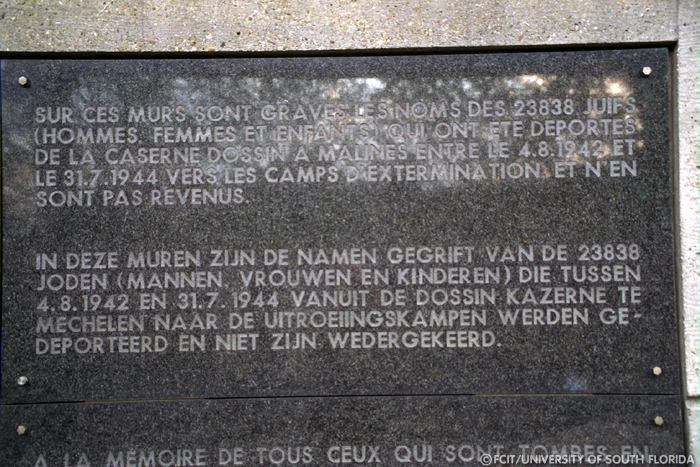 SUR CES MURS SONT GRAVES LES NOMS DES 23838 JUIFS
(HOMMES, FEMMES ET ENFANTS) QUI ONT ETE DEPORTES
DE LA CASERNE DOSSIN A MALINES ENTRE LE 4.8.1942 ET
LE 31.7.1944 VERS LES CAMPS D'EXTERMINATION, ET N'EN
SONT PAS REVENUS.
IN DEZE MUREN ZIJN DE NAMEN GEGRIFT VAN DE 23838
JODEN (MANNEN, VROUWEN EN KINDEREN) DIE TUSSEN
4.8.1942 EN 31.7.1944 VANUIT DE DOSSIN KAZERNE TE
MECHELEN NAAR DE UITROEIINGSKAMPEN WERDEN GE-
DEPORTEERD EN NIET ZIJN WEDERGEKEERD.
A LA MÉMOIRE DE TOUS CEUX QUI SONT TOMBES EN
©FCIT/UNIVERSITY OF SOUTH FLORIDA